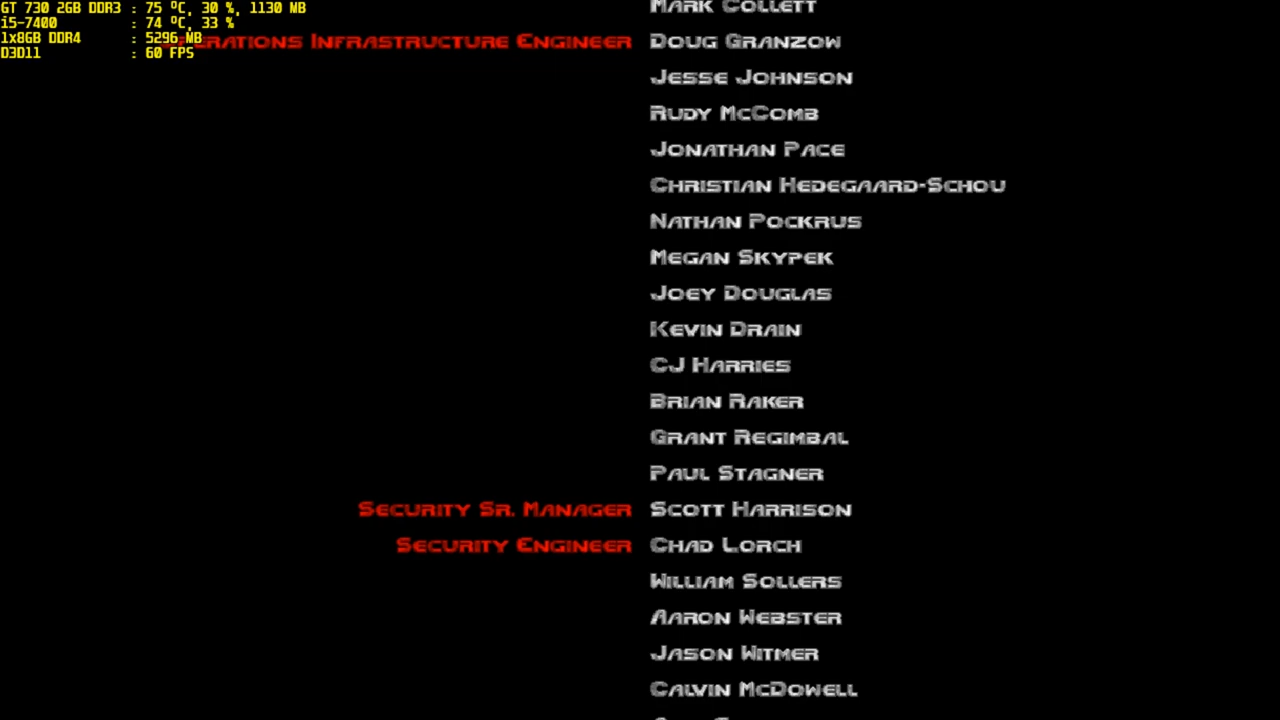 GT 730 2GB DDR3 : 75 ºC, 30 %, 1130 MB
i5-7400 : 74 ºC, 33 %
1x8GB DDR4 : 5296 MB
D3D11 : 60 FPS
Mark Collett
Operations Infrastructure Engineer Doug Granzow
Jesse Johnson
Rudy McComb
Jonathan Pace
Christian Hedegaard-Schou
Nathan Pockrus
Megan Skypek
Joey Douglas
Kevin Drain
CJ Harries
Brian Raker
Grant Regimbal
Paul Stagner
Security Sr. Manager Scott Harrison
Security Engineer Chad Lorch
William Sollers
Aaron Webster
Jason Witmer
Calvin McDowell